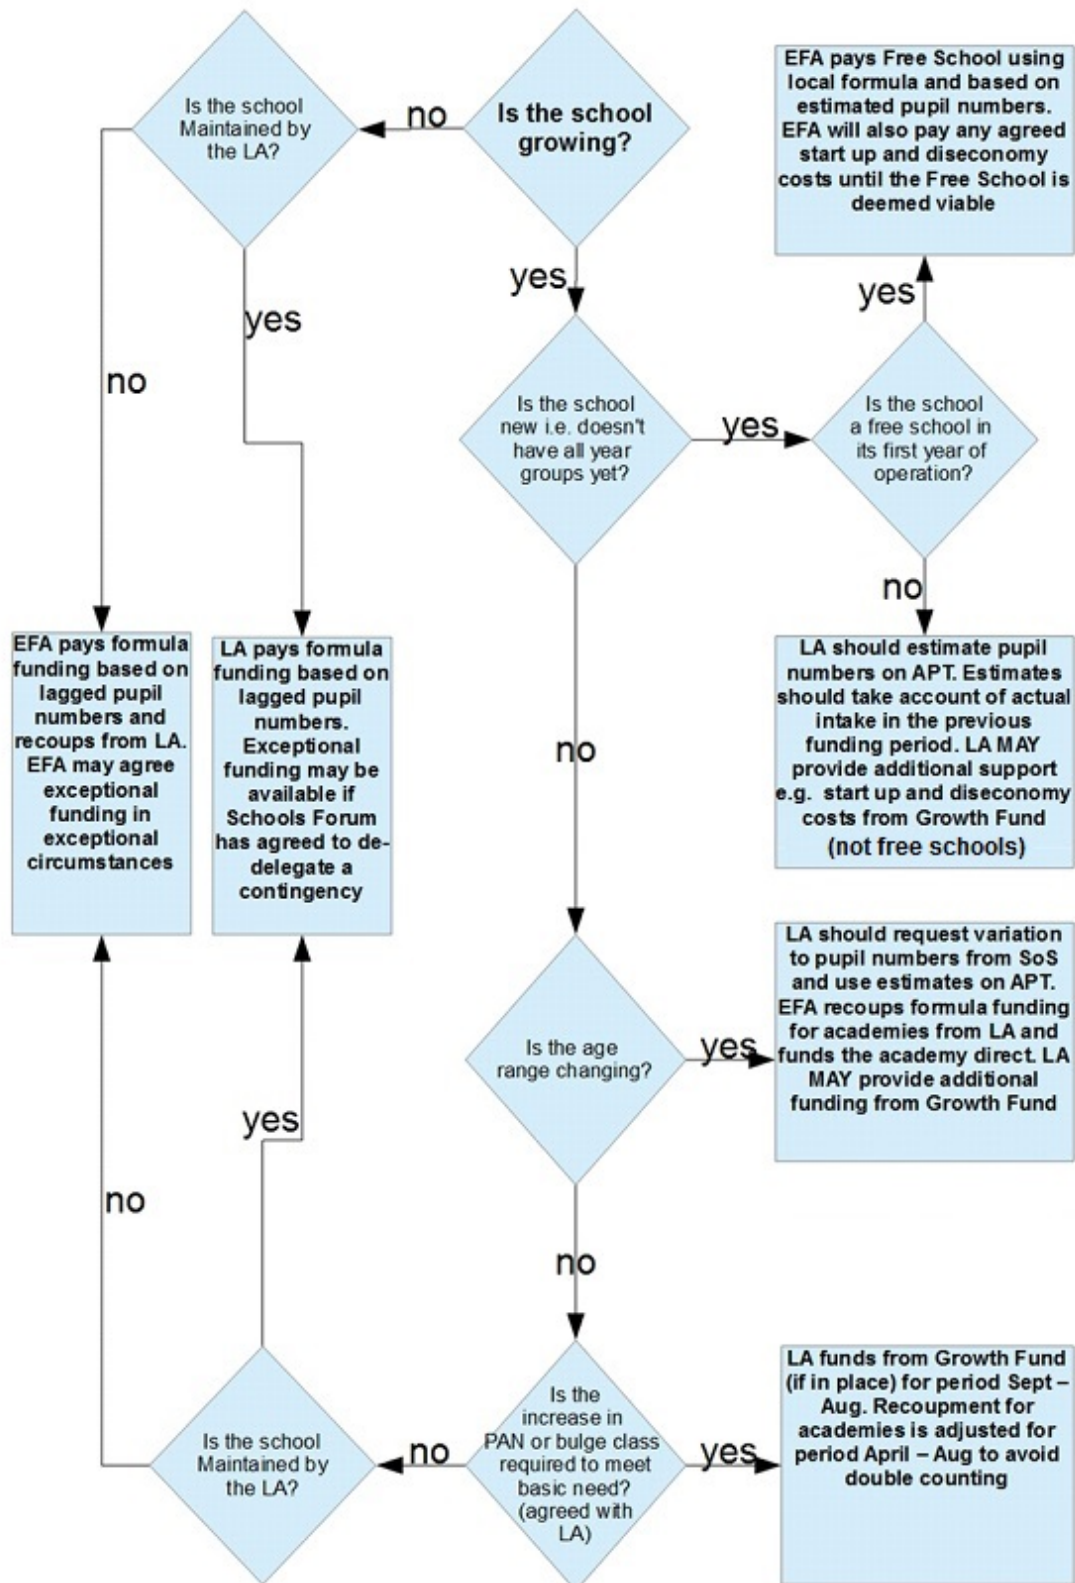 Is the school
Maintained by
the LA?
no
Is the school
growing?
EFA pays Free School using
local formula and based on
estimated pupil numbers.
EFA will also pay any agreed
start up and diseconomy
costs until the Free School is
deemed viable
yes
yes
yes
no
Is the school
new i.e. doesn't
have all year
groups yet?
yes
Is the school
a free school in
its first year of
operation?
no
EFA pays formula
funding based on
lagged pupil
numbers and
recoups from LA.
EFA may agree
exceptional
funding in
exceptional
circumstances
LA pays formula
funding based on
lagged pupil
numbers.
Exceptional
funding may be
available if
Schools Forum
has agreed to de-
delegate a
contingency
no
LA should estimate pupil
numbers on APT. Estimates
should take account of actual
intake in the previous
funding period. LA MAY
provide additional support
e.g. start up and diseconomy
costs from Growth Fund
(not free schools)
Is the age
range changing?
yes
LA should request variation
to pupil numbers from SoS
and use estimates on APT.
EFA recoups formula funding
for academies from LA and
funds the academy direct. LA
MAY provide additional
funding from Growth Fund
yes
no
no
Is the school
Maintained by
the LA?
no
Is the
increase in
PAN or bulge class
required to meet
basic need?
(agreed with
LA)
yes
LA funds from Growth Fund
(if in place) for period Sept –
Aug. Recoupment for
academies is adjusted for
period April – Aug to avoid
double counting